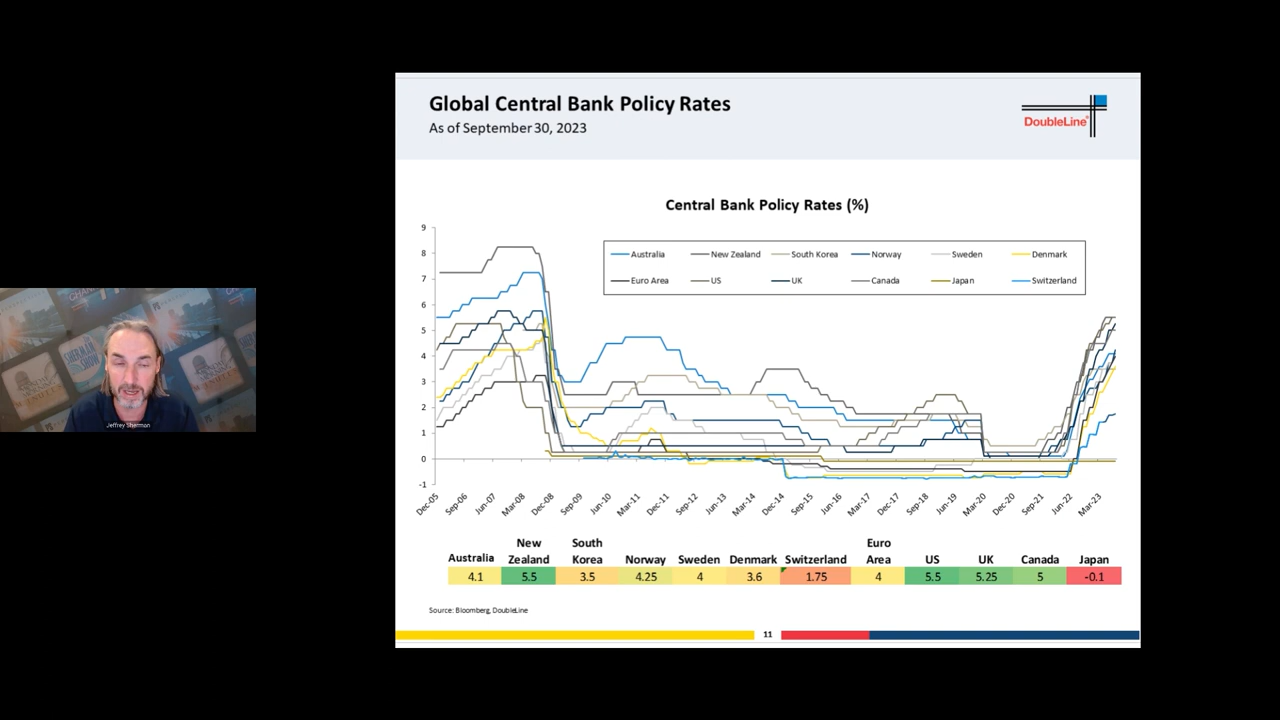 Global Central Bank Policy Rates
As of September 30, 2023
DoubleLine®
Central Bank Policy Rates (%)
9
8
7
6
5
4
3
2
1
0
-1
Australia New Zealand South Korea Norway Sweden Denmark
Euro Area US UK Canada Japan Switzerland
Dec-05 Sep-06 Jun-07 Mar-08 Dec-08 Sep-09 Jun-10 Mar-11 Dec-11 Sep-12 Jun-13 Mar-14 Dec-14 Sep-15 Jun-16 Mar-17 Dec-17 Sep-18 Jun-19 Mar-20 Dec-20 Sep-21 Jun-22 Mar-23
New South Euro
Australia Zealand Korea Norway Sweden Denmark Switzerland Area US UK Canada Japan
4.1 5.5 3.5 4.25 4 3.6 1.75 4 5.5 5.25 5 -0.1
Source: Bloomberg, DoubleLine
11
SHERMAN
SHOW
Jeffrey Sherman